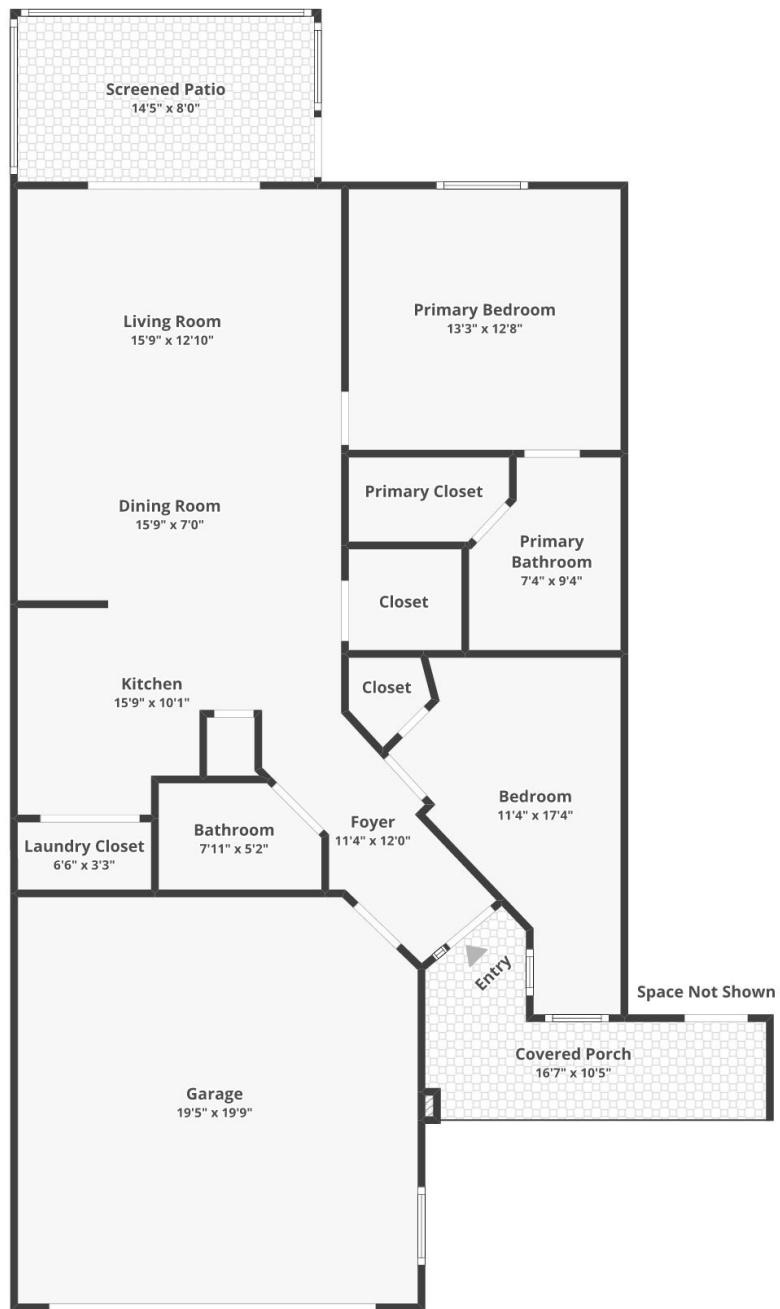 Screened Patio
14'5" x 8'0"
Living Room
15'9" x 12'10"
Primary Bedroom
13'3" x 12'8"
Dining Room
15'9" x 7'0"
Primary Closet
Primary
Bathroom
7'4" x 9'4"
Closet
Kitchen
15'9" x 10'1"
Closet
Bedroom
11'4" x 17'4"
Foyer
11'4" x 12'0"
Bathroom
7'11" x 5'2"
Laundry Closet
6'6" x 3'3"
Entry
Space Not Shown
Covered Porch
16'7" x 10'5"
Garage
19'5" x 19'9"